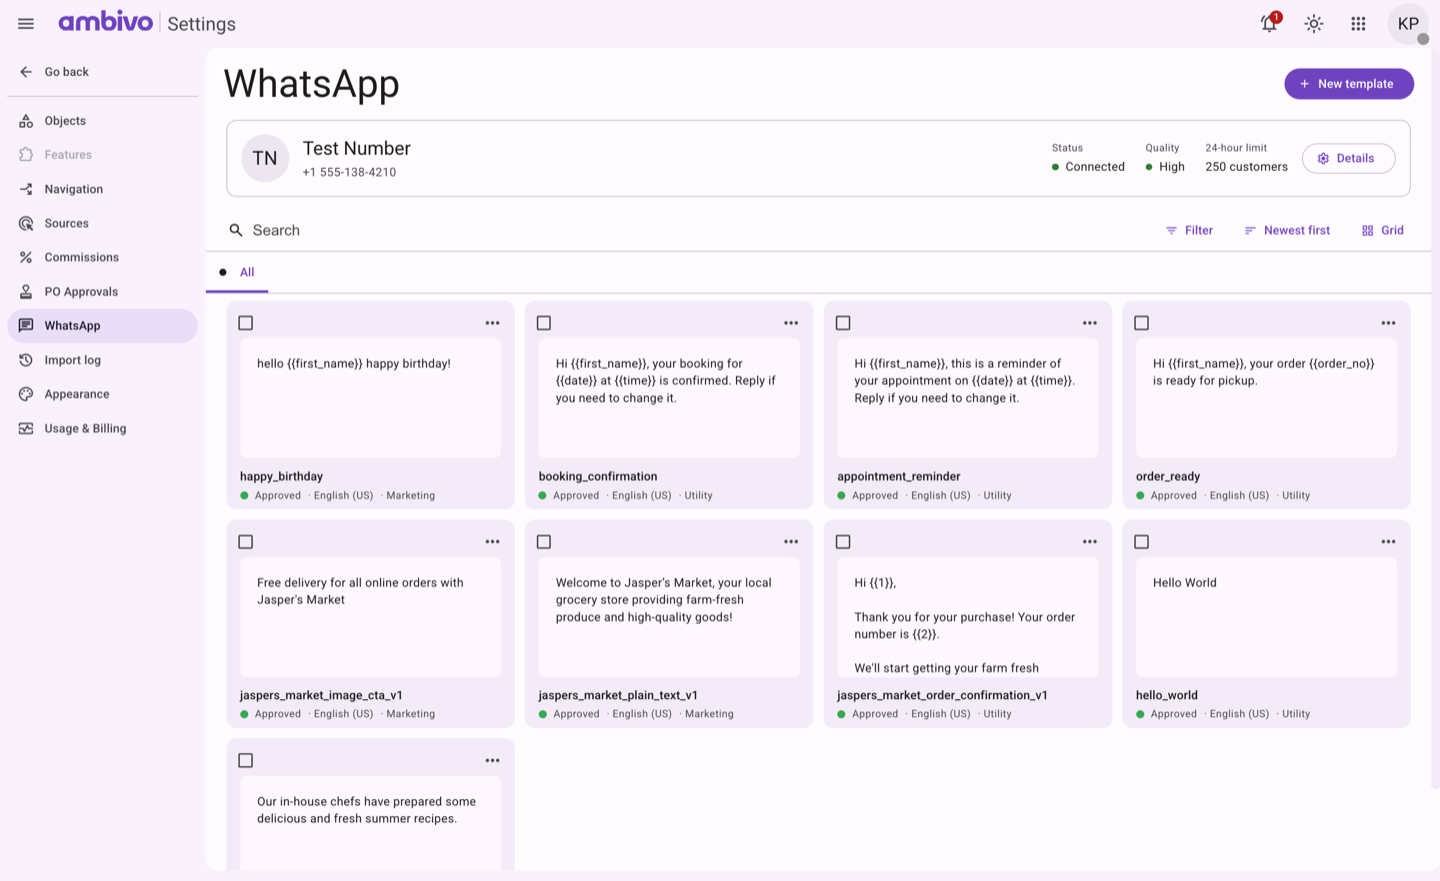 ambivo Settings
1
KP
Go back
Objects
Features
Navigation
Sources
Commissions
PO Approvals
WhatsApp
Import log
Appearance
Usage & Billing
WhatsApp
+ New template
TN
Test Number
+1 555-138-4210
Status
Connected
Quality
High
24-hour limit
250 customers
Details
Search
Filter
Newest first
Grid
All
hello {{first_name}} happy birthday!
happy_birthday
Approved · English (US) · Marketing
Hi {{first_name}}, your booking for
{{date}} at {{time}} is confirmed. Reply if
you need to change it.
booking_confirmation
Approved · English (US) · Utility
Hi {{first_name}}, this is a reminder of
your appointment on {{date}} at {{time}}.
Reply if you need to change it.
appointment_reminder
Approved · English (US) · Utility
Hi {{first_name}}, your order {{order_no}}
is ready for pickup.
order_ready
Approved · English (US) · Utility
Free delivery for all online orders with
Jasper's Market
jaspers_market_image_cta_v1
Approved · English (US) · Marketing
Welcome to Jasper's Market, your local
grocery store providing farm-fresh
produce and high-quality goods!
jaspers_market_plain_text_v1
Approved · English (US) · Marketing
Hi {{1}},
Thank you for your purchase! Your order
number is {{2}}.
We'll start getting your farm fresh
jaspers_market_order_confirmation_v1
Approved · English (US) · Utility
Hello World
hello_world
Approved · English (US) · Utility
Our in-house chefs have prepared some
delicious and fresh summer recipes.